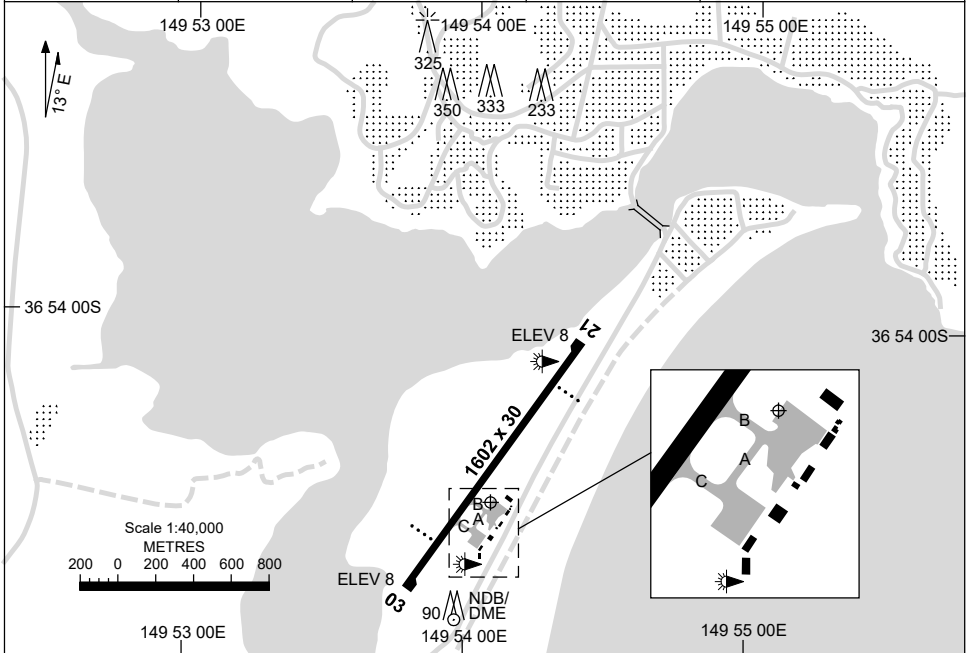 149 53 00E
149 54 00E
149 55 00E
13° E
325
350
333
233
36 54 00S
36 54 00S
ELEV 8
21
1602 x 30
B
A
C
B
A
C
Scale 1:40,000
METRES
200 0 200 400 600 800
ELEV 8
03
90
NDB/
DME
149 53 00E
149 54 00E
149 55 00E